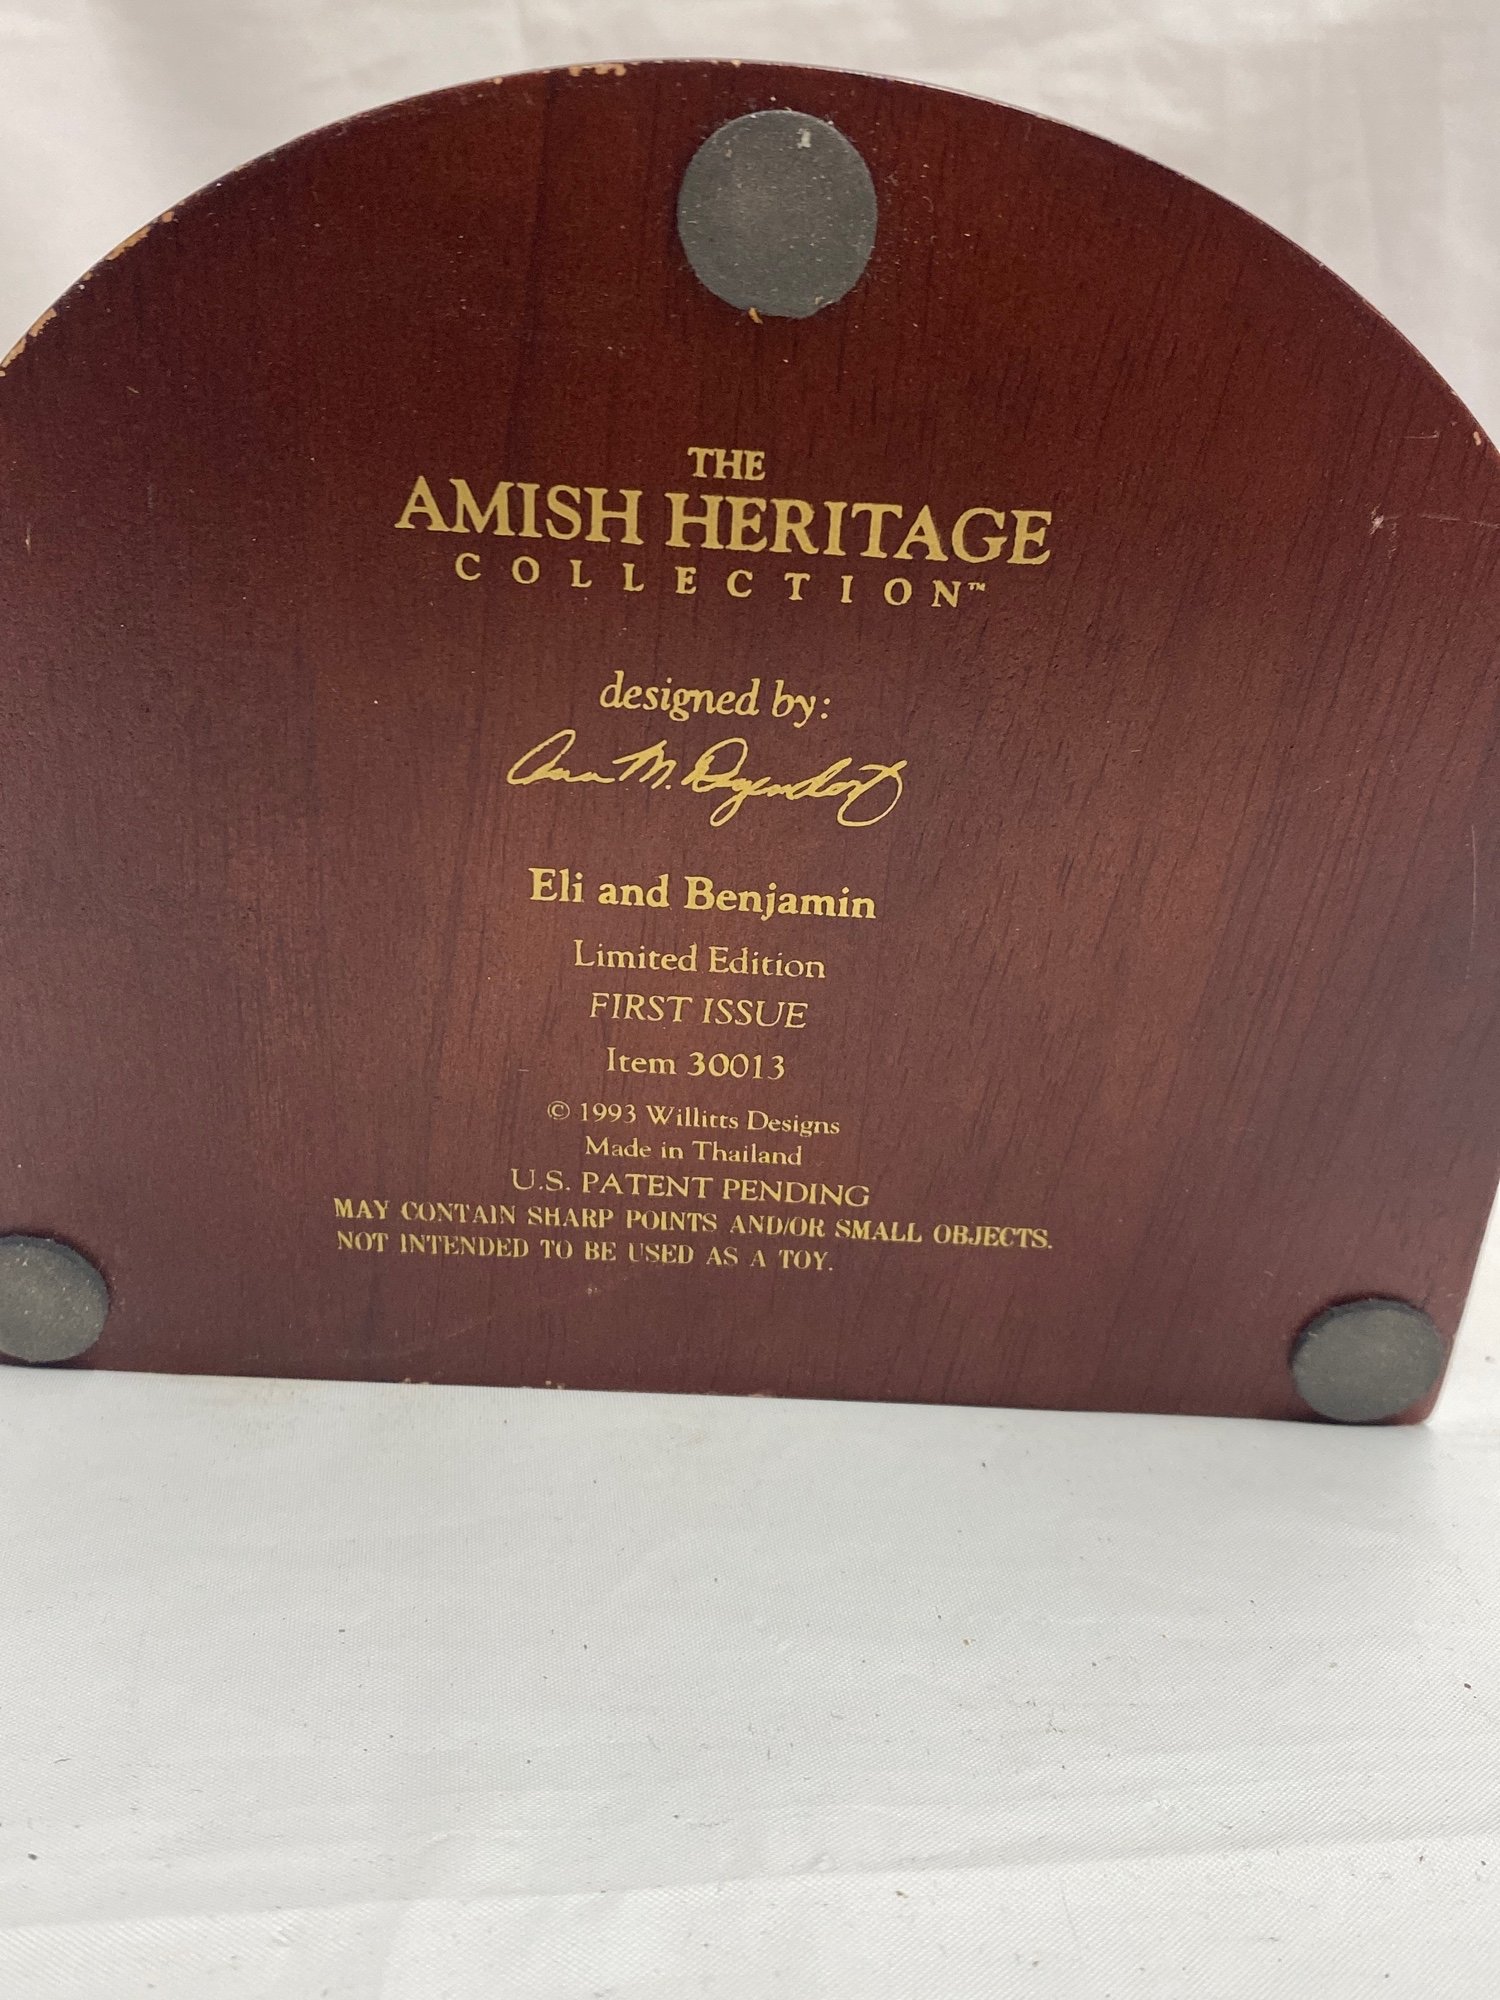 THE
AMISH HERITAGE
COLLECTION™
designed by:
Ann M. Dezendorf
Eli and Benjamin
Limited Edition
FIRST ISSUE
Item 30013
© 1993 Willitts Designs
Made in Thailand
U.S. PATENT PENDING
MAY CONTAIN SHARP POINTS AND/OR SMALL OBJECTS.
NOT INTENDED TO BE USED AS A TOY.